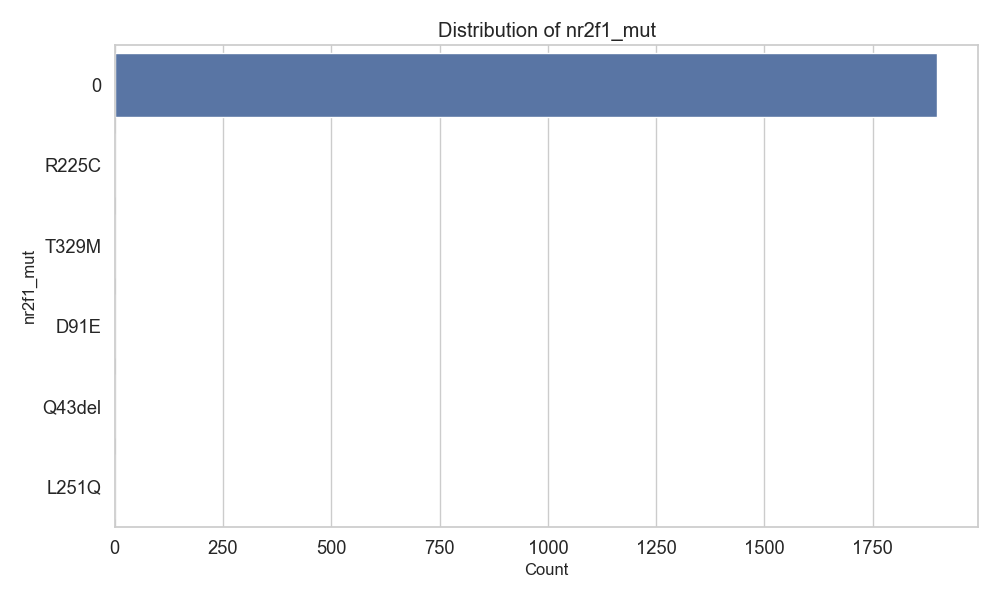 Distribution of nr2f1_mut
nr2f1_mut
0
R225C
T329M
D91E
Q43del
L251Q
0 250 500 750 1000 1250 1500 1750
Count